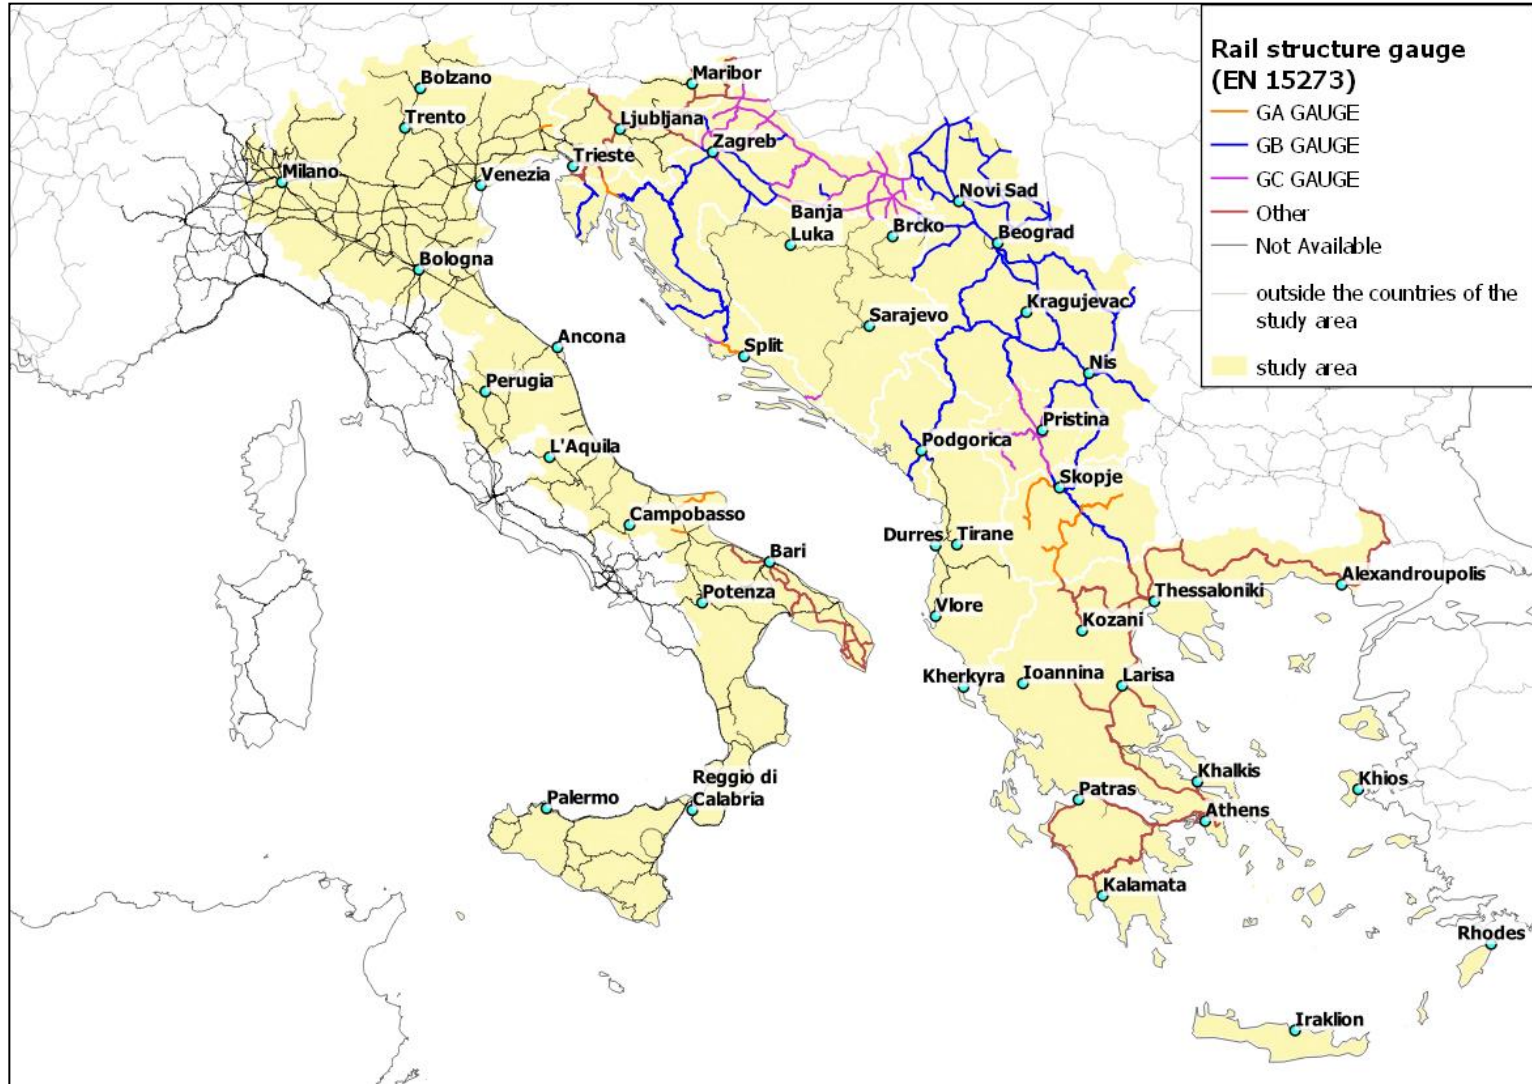 Rail structure gauge
(EN 15273)
GA GAUGE
GB GAUGE
GC GAUGE
Other
Not Available
outside the countries of the
study area
study area
Bolzano
Maribor
Trento
Ljubljana
Zagreb
Trieste
Milano
Venezia
Novi Sad
Banja
Luka
Brcko
Beograd
Bologna
Kragujevac
Sarajevo
Ancona
Split
Nis
Perugia
Pristina
Podgorica
L'Aquila
Skopje
Campobasso
Durres
Tirane
Bari
Alexandroupolis
Thessaloniki
Potenza
Vlore
Kozani
Kherkyra
Ioannina
Larisa
Reggio di
Calabria
Khalkis
Khios
Palermo
Patras
Athens
Kalamata
Rhodes
Iraklion